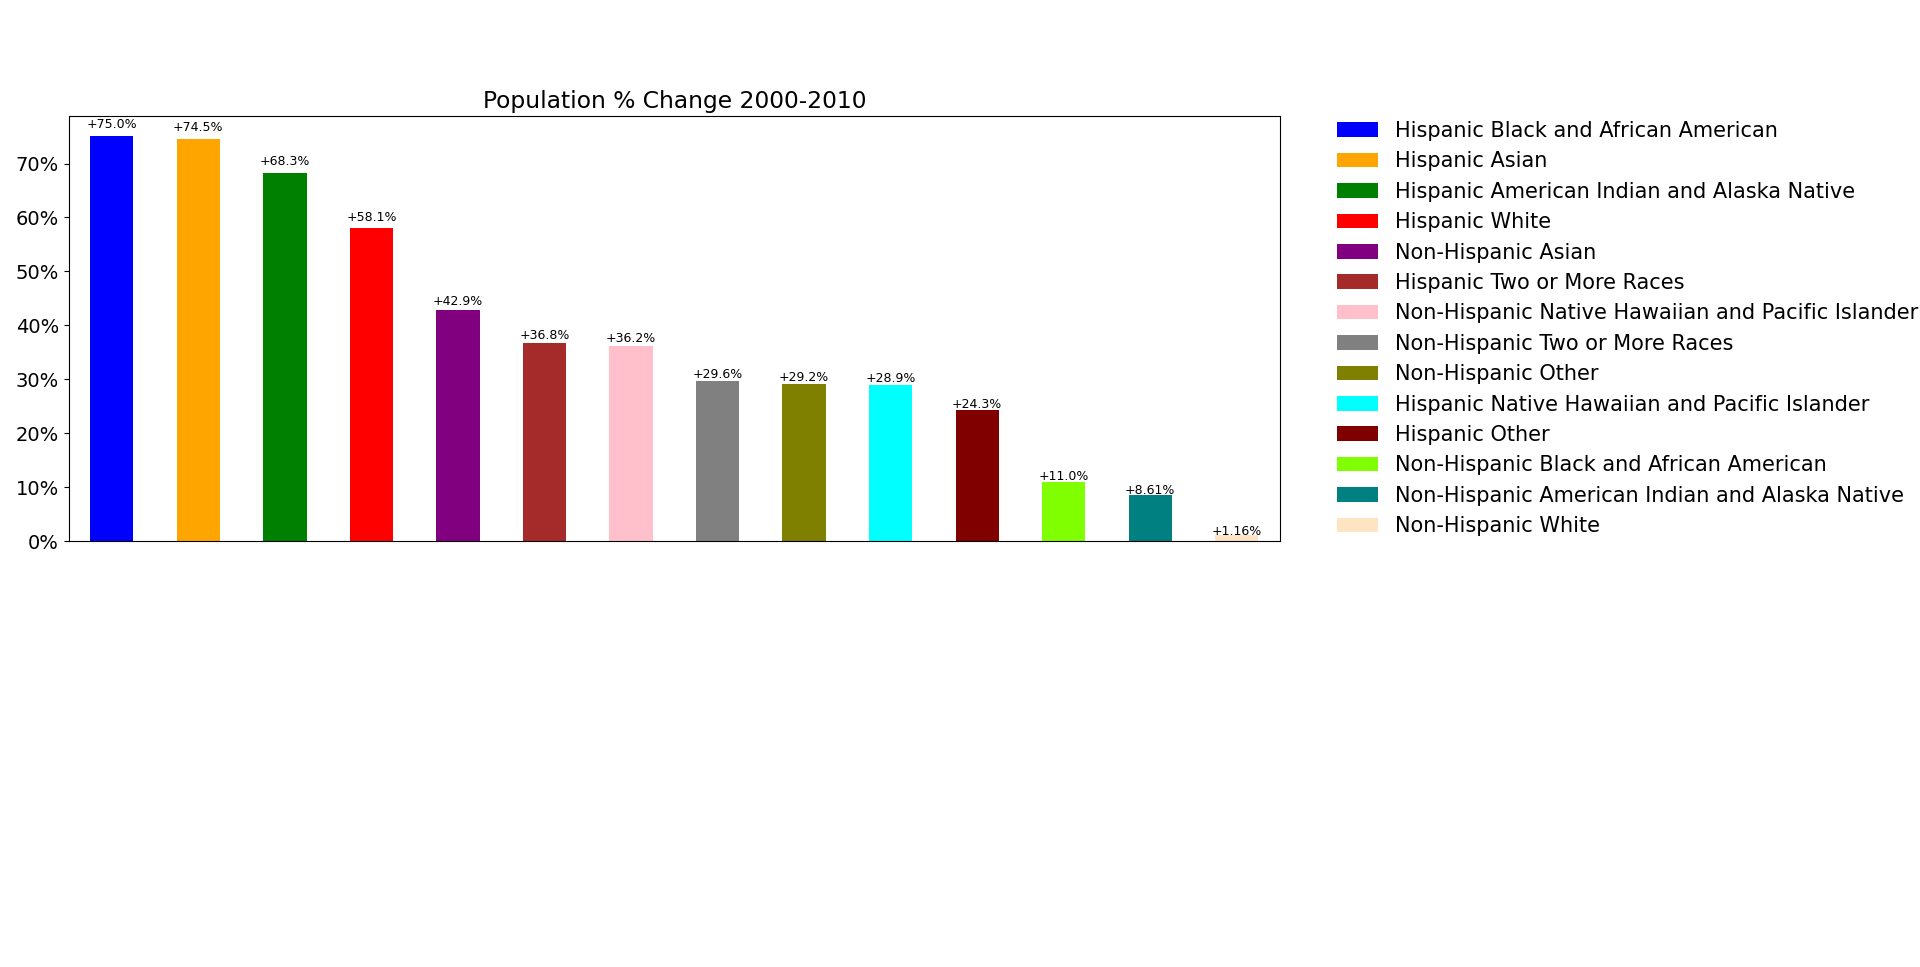 Population % Change 2000-2010
+75.0%
+74.5%
+68.3%
+58.1%
+42.9%
+36.8%
+36.2%
+29.6%
+29.2%
+28.9%
+24.3%
+11.0%
+8.61%
+1.16%
70%
60%
50%
40%
30%
20%
10%
0%
Hispanic Black and African American
Hispanic Asian
Hispanic American Indian and Alaska Native
Hispanic White
Non-Hispanic Asian
Hispanic Two or More Races
Non-Hispanic Native Hawaiian and Pacific Islander
Non-Hispanic Two or More Races
Non-Hispanic Other
Hispanic Native Hawaiian and Pacific Islander
Hispanic Other
Non-Hispanic Black and African American
Non-Hispanic American Indian and Alaska Native
Non-Hispanic White